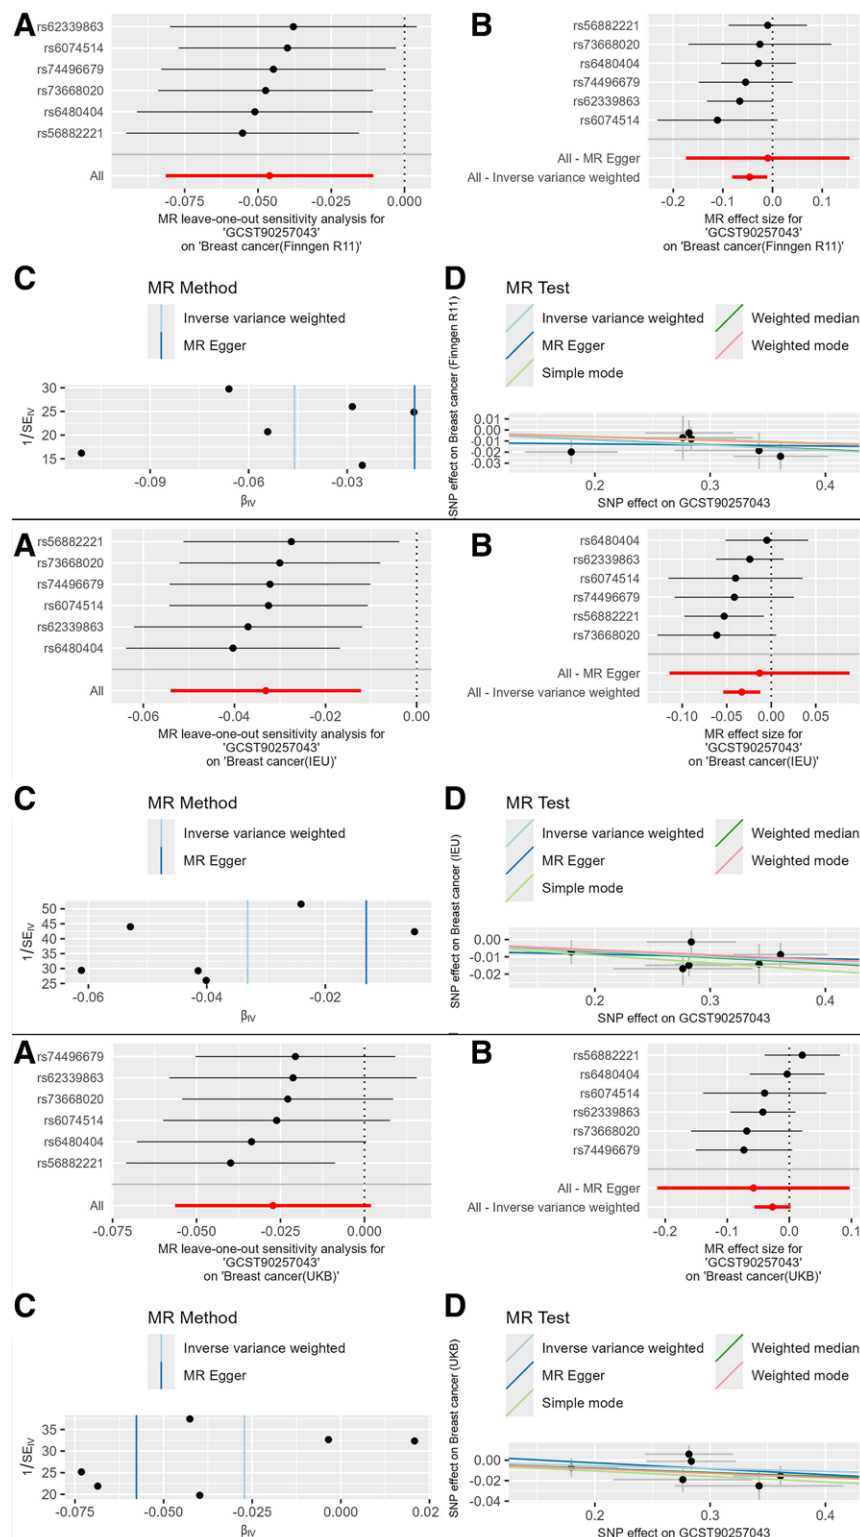 A
rs62339863
rs6074514
rs74496679
rs73668020
rs6480404
rs56882221
All
-0.075 -0.050 -0.025 0.000
MR leave-one-out sensitivity analysis for
'GCST90257043'
on 'Breast cancer(Finngen R11)'
B
rs56882221
rs73668020
rs6480404
rs74496679
rs62339863
rs6074514
All - MR Egger
All - Inverse variance weighted
-0.2 -0.1 0.0 0.1
MR effect size for
'GCST90257043'
on 'Breast cancer(Finngen R11)'
C
MR Method
Inverse variance weighted
MR Egger
30
25
20
15
1/SEIV
-0.09 -0.06 -0.03
βIV
D
MR Test
Inverse variance weighted
MR Egger
Simple mode
Weighted median
Weighted mode
SNP effect on Breast cancer (Finngen R11)
0.01
0.00
-0.01
-0.02
-0.03
0.2 0.3 0.4
SNP effect on GCST90257043
A
rs56882221
rs73668020
rs74496679
rs6074514
rs62339863
rs6480404
All
-0.06 -0.04 -0.02 0.00
MR leave-one-out sensitivity analysis for
'GCST90257043'
on 'Breast cancer(IEU)'
B
rs6480404
rs62339863
rs6074514
rs74496679
rs56882221
rs73668020
All - MR Egger
All - Inverse variance weighted
-0.10 -0.05 0.00 0.05
MR effect size for
'GCST90257043'
on 'Breast cancer(IEU)'
C
MR Method
Inverse variance weighted
MR Egger
50
45
40
35
30
25
1/SEIV
-0.06 -0.04 -0.02
βIV
D
MR Test
Inverse variance weighted
MR Egger
Simple mode
Weighted median
Weighted mode
SNP effect on Breast cancer (IEU)
0.00
-0.01
-0.02
0.2 0.3 0.4
SNP effect on GCST90257043
A
rs74496679
rs62339863
rs73668020
rs6074514
rs6480404
rs56882221
All
-0.075 -0.050 -0.025 0.000
MR leave-one-out sensitivity analysis for
'GCST90257043'
on 'Breast cancer(UKB)'
B
rs56882221
rs6480404
rs6074514
rs62339863
rs73668020
rs74496679
All - MR Egger
All - Inverse variance weighted
-0.2 -0.1 0.0 0.1
MR effect size for
'GCST90257043'
on 'Breast cancer(UKB)'
C
MR Method
Inverse variance weighted
MR Egger
35
30
25
20
1/SEIV
-0.075 -0.050 -0.025 0.000 0.02
βIV
D
MR Test
Inverse variance weighted
MR Egger
Simple mode
Weighted median
Weighted mode
SNP effect on Breast cancer (UKB)
0.00
-0.02
-0.04
0.2 0.3 0.4
SNP effect on GCST90257043